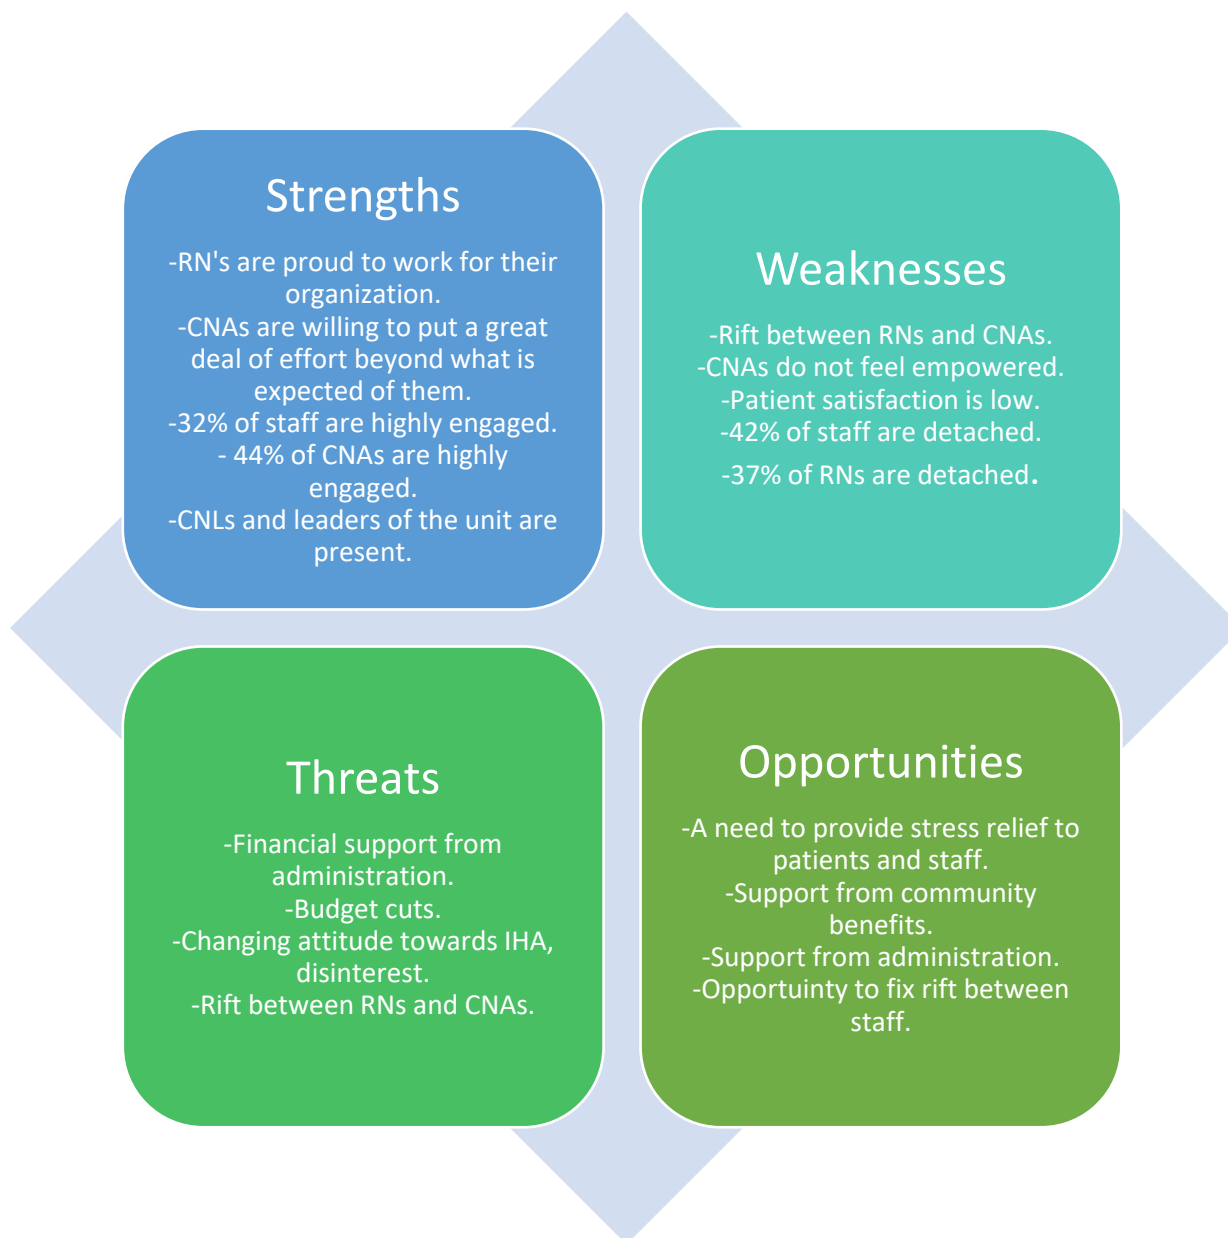 Strengths
-RN's are proud to work for their
organization.
-CNAs are willing to put a great
deal of effort beyond what is
expected of them.
-32% of staff are highly engaged.
- 44% of CNAs are highly
engaged.
-CNLs and leaders of the unit are
present.
Weaknesses
-Rift between RNs and CNAs.
-CNAs do not feel empowered.
-Patient satisfaction is low.
-42% of staff are detached.
-37% of RNs are detached.
Threats
-Financial support from
administration.
-Budget cuts.
-Changing attitude towards IHA,
disinterest.
-Rift between RNs and CNAs.
Opportunities
-A need to provide stress relief to
patients and staff.
-Support from community
benefits.
-Support from administration.
-Opportuinty to fix rift between
staff.